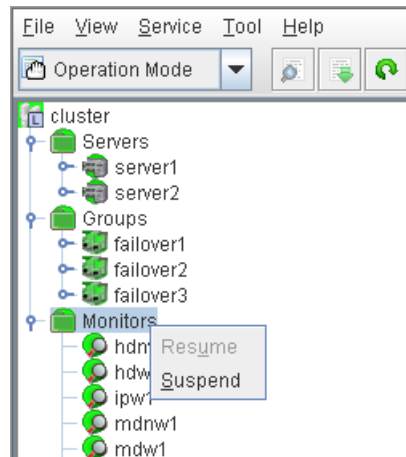 File View Service Tool Help
Operation Mode
cluster
Servers
server1
server2
Groups
failover1
failover2
failover3
Monitors
Resume
Suspend
ipw1
mdnw1
mdw1